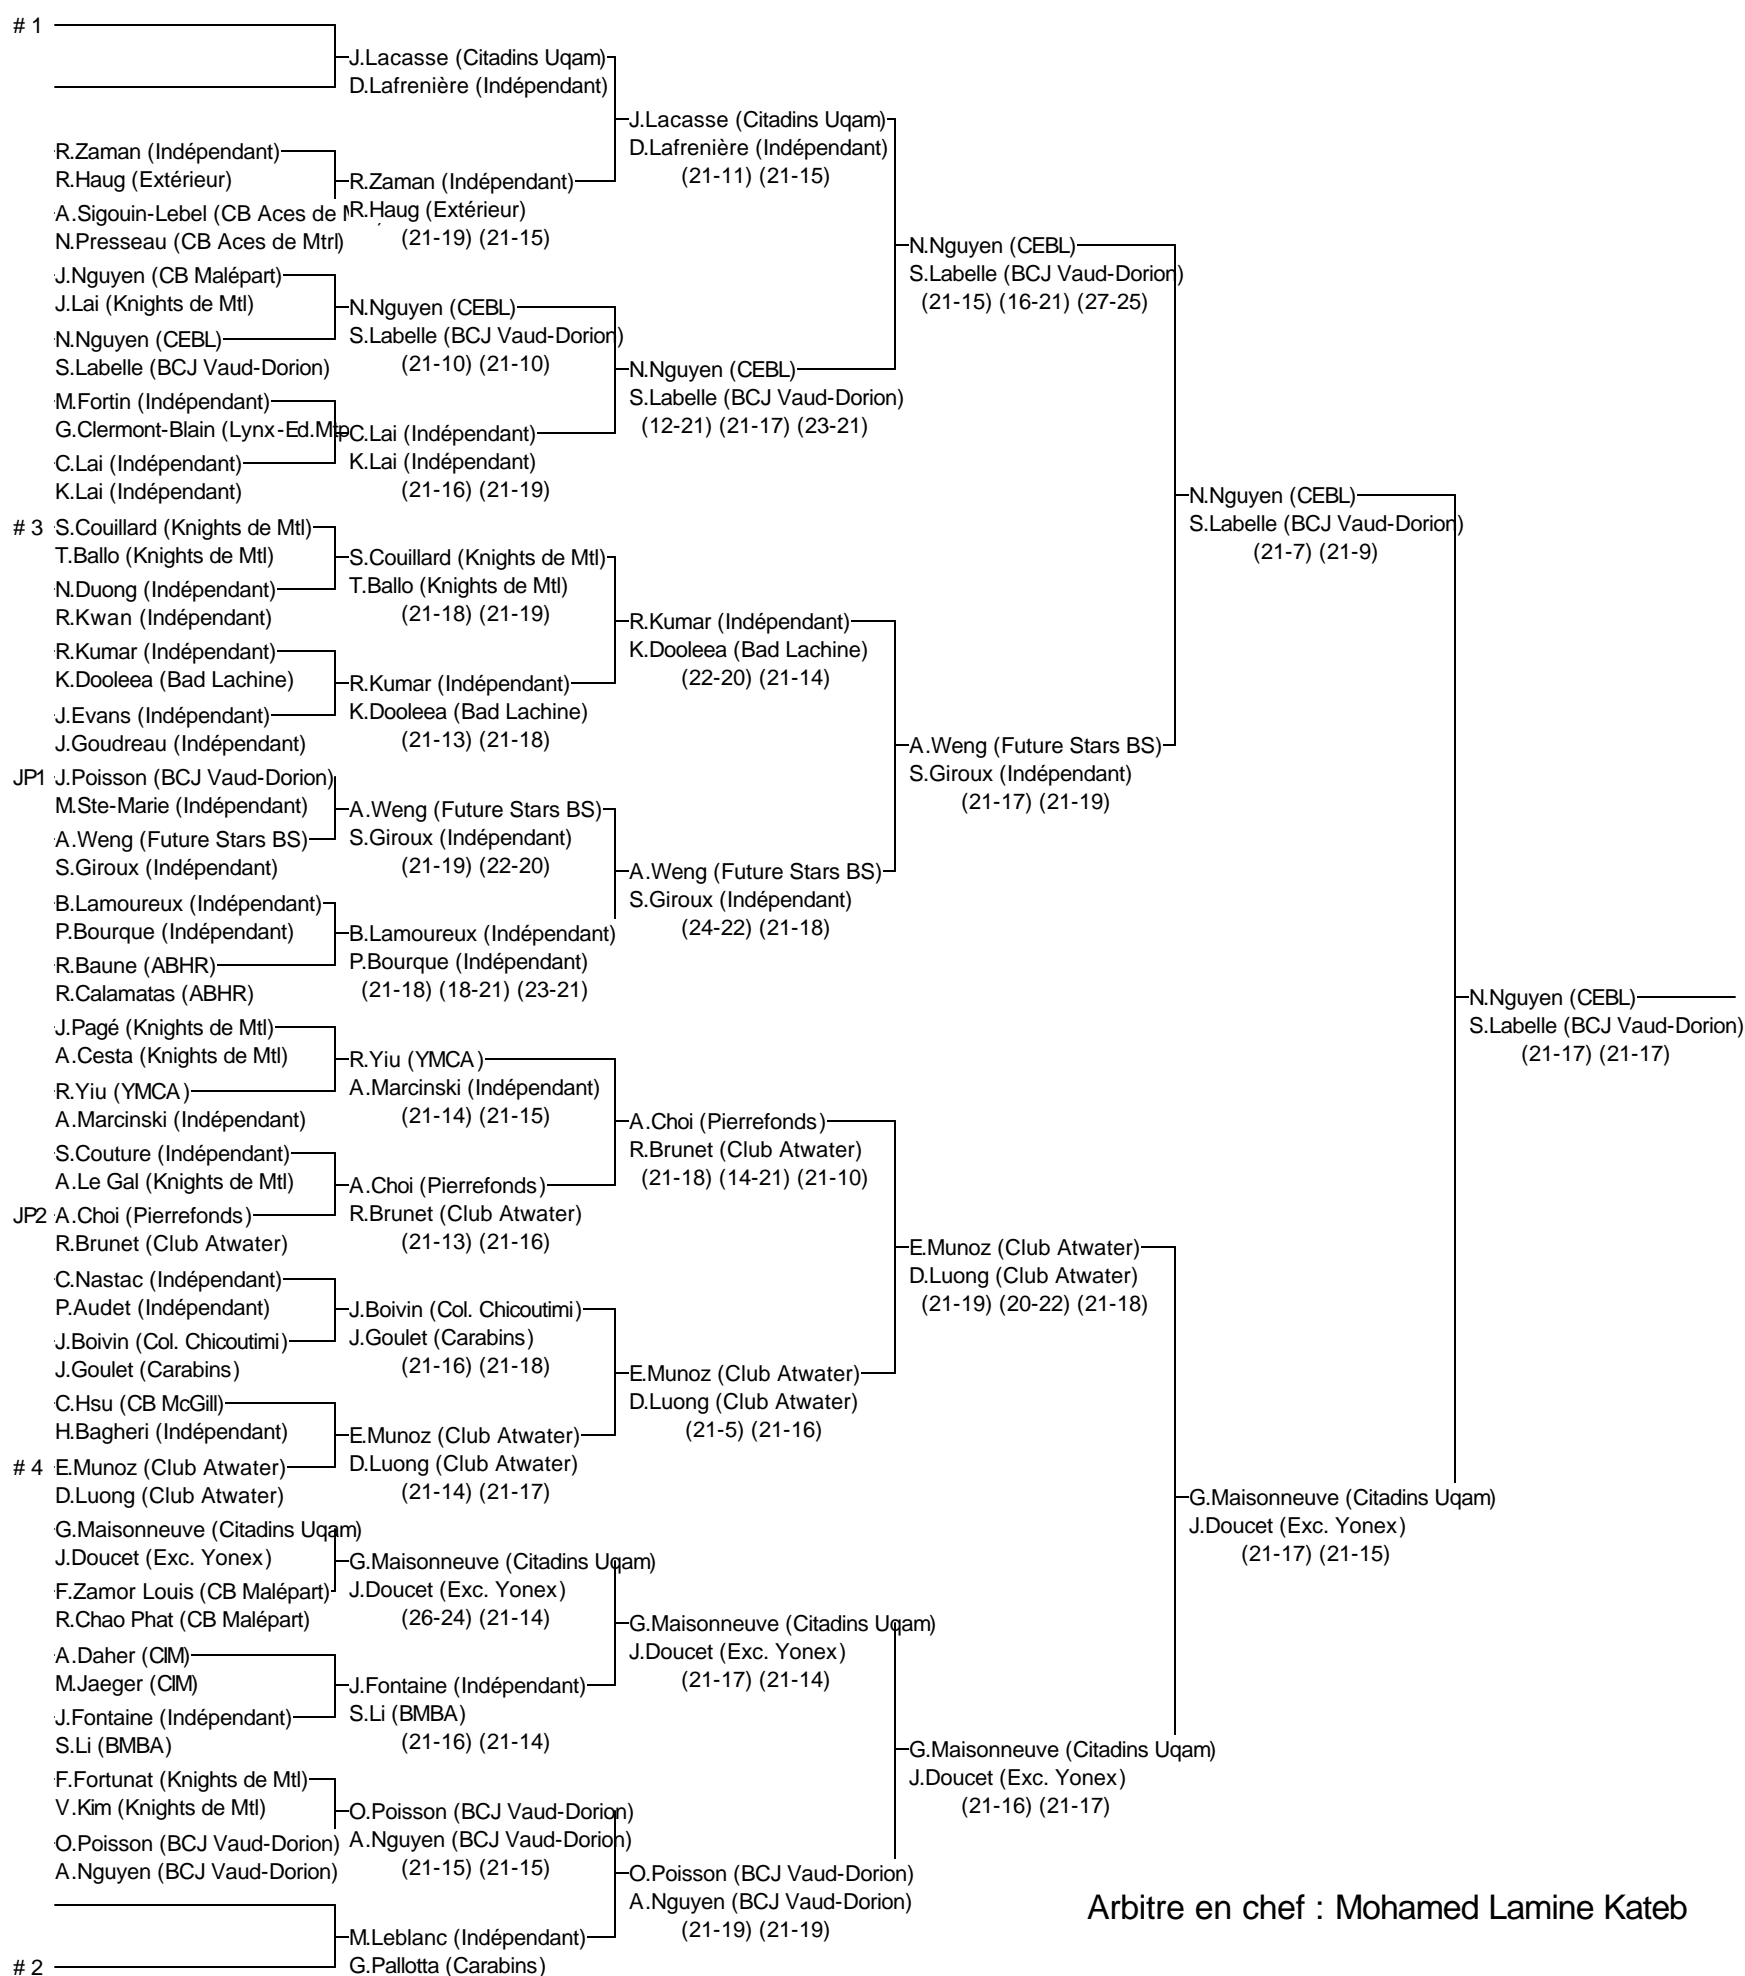 # 1
J.Lacasse (Citadins Uqam)
D.Lafrenière (Indépendant)
R.Zaman (Indépendant)
R.Haug (Extérieur)
A.Sigouin-Lebel (CB Aces de
N.Presseau (CB Aces de Mtrl)
J.Nguyen (CB Malépart)
J.Lai (Knights de Mtl)
N.Nguyen (CEBL)
S.Labelle (BCJ Vaud-Dorion)
M.Fortin (Indépendant)
G.Clermont-Blain (Lynx-Ed.Mtp
C.Lai (Indépendant)
K.Lai (Indépendant)
# 3 S.Couillard (Knights de Mtl)
T.Ballo (Knights de Mtl)
N.Duong (Indépendant)
R.Kwan (Indépendant)
R.Kumar (Indépendant)
K.Dooleea (Bad Lachine)
J.Evans (Indépendant)
J.Goudreau (Indépendant)
JP1 J.Poisson (BCJ Vaud-Dorion)
M.Ste-Marie (Indépendant)
A.Weng (Future Stars BS)
S.Giroux (Indépendant)
B.Lamoureux (Indépendant)
P.Bourque (Indépendant)
R.Baune (ABHR)
R.Calamatas (ABHR)
J.Pagé (Knights de Mtl)
A.Cesta (Knights de Mtl)
R.Yiu (YMCA)
A.Marcinski (Indépendant)
S.Couture (Indépendant)
A.Le Gal (Knights de Mtl)
JP2 A.Choi (Pierrefonds)
R.Brunet (Club Atwater)
C.Nastac (Indépendant)
P.Audet (Indépendant)
J.Boivin (Col. Chicoutimi)
J.Goulet (Carabins)
C.Hsu (CB McGill)
H.Bagheri (Indépendant)
# 4 E.Munoz (Club Atwater)
D.Luong (Club Atwater)
G.Maisonneuve (Citadins Uqam)
J.Doucet (Exc. Yonex)
F.Zamor Louis (CB Malépart)
R.Chao Phat (CB Malépart)
A.Daher (CIM)
M.Jaeger (CIM)
J.Fontaine (Indépendant)
S.Li (BMBA)
F.Fortunat (Knights de Mtl)
V.Kim (Knights de Mtl)
O.Poisson (BCJ Vaud-Dorion)
A.Nguyen (BCJ Vaud-Dorion)
# 2
R.Zaman (Indépendant)
R.Haug (Extérieur)
(21-19) (21-15)
N.Nguyen (CEBL)
S.Labelle (BCJ Vaud-Dorion)
(21-10) (21-10)
C.Lai (Indépendant)
K.Lai (Indépendant)
(21-16) (21-19)
S.Couillard (Knights de Mtl)
T.Ballo (Knights de Mtl)
(21-18) (21-19)
R.Kumar (Indépendant)
K.Dooleea (Bad Lachine)
(21-13) (21-18)
A.Weng (Future Stars BS)
S.Giroux (Indépendant)
(21-19) (22-20)
B.Lamoureux (Indépendant)
P.Bourque (Indépendant)
(21-18) (18-21) (23-21)
R.Yiu (YMCA)
A.Marcinski (Indépendant)
(21-14) (21-15)
A.Choi (Pierrefonds)
R.Brunet (Club Atwater)
(21-13) (21-16)
J.Boivin (Col. Chicoutimi)
J.Goulet (Carabins)
(21-16) (21-18)
E.Munoz (Club Atwater)
D.Luong (Club Atwater)
(21-14) (21-17)
G.Maisonneuve (Citadins Uqam)
J.Doucet (Exc. Yonex)
(26-24) (21-14)
J.Fontaine (Indépendant)
S.Li (BMBA)
(21-16) (21-14)
O.Poisson (BCJ Vaud-Dorion)
A.Nguyen (BCJ Vaud-Dorion)
(21-15) (21-15)
M.Leblanc (Indépendant)
G.Pallotta (Carabins)
J.Lacasse (Citadins Uqam)
D.Lafrenière (Indépendant)
(21-11) (21-15)
N.Nguyen (CEBL)
S.Labelle (BCJ Vaud-Dorion)
(12-21) (21-17) (23-21)
R.Kumar (Indépendant)
K.Dooleea (Bad Lachine)
(22-20) (21-14)
A.Weng (Future Stars BS)
S.Giroux (Indépendant)
(24-22) (21-18)
A.Choi (Pierrefonds)
R.Brunet (Club Atwater)
(21-18) (14-21) (21-10)
E.Munoz (Club Atwater)
D.Luong (Club Atwater)
(21-5) (21-16)
G.Maisonneuve (Citadins Uqam)
J.Doucet (Exc. Yonex)
(21-17) (21-14)
O.Poisson (BCJ Vaud-Dorion)
A.Nguyen (BCJ Vaud-Dorion)
(21-19) (21-19)
N.Nguyen (CEBL)
S.Labelle (BCJ Vaud-Dorion)
(21-15) (16-21) (27-25)
A.Weng (Future Stars BS)
S.Giroux (Indépendant)
(21-17) (21-19)
E.Munoz (Club Atwater)
D.Luong (Club Atwater)
(21-19) (20-22) (21-18)
G.Maisonneuve (Citadins Uqam)
J.Doucet (Exc. Yonex)
(21-16) (21-17)
N.Nguyen (CEBL)
S.Labelle (BCJ Vaud-Dorion)
(21-7) (21-9)
G.Maisonneuve (Citadins Uqam)
J.Doucet (Exc. Yonex)
(21-17) (21-15)
N.Nguyen (CEBL)
S.Labelle (BCJ Vaud-Dorion)
(21-17) (21-17)
Arbitre en chef : Mohamed Lamine Kateb